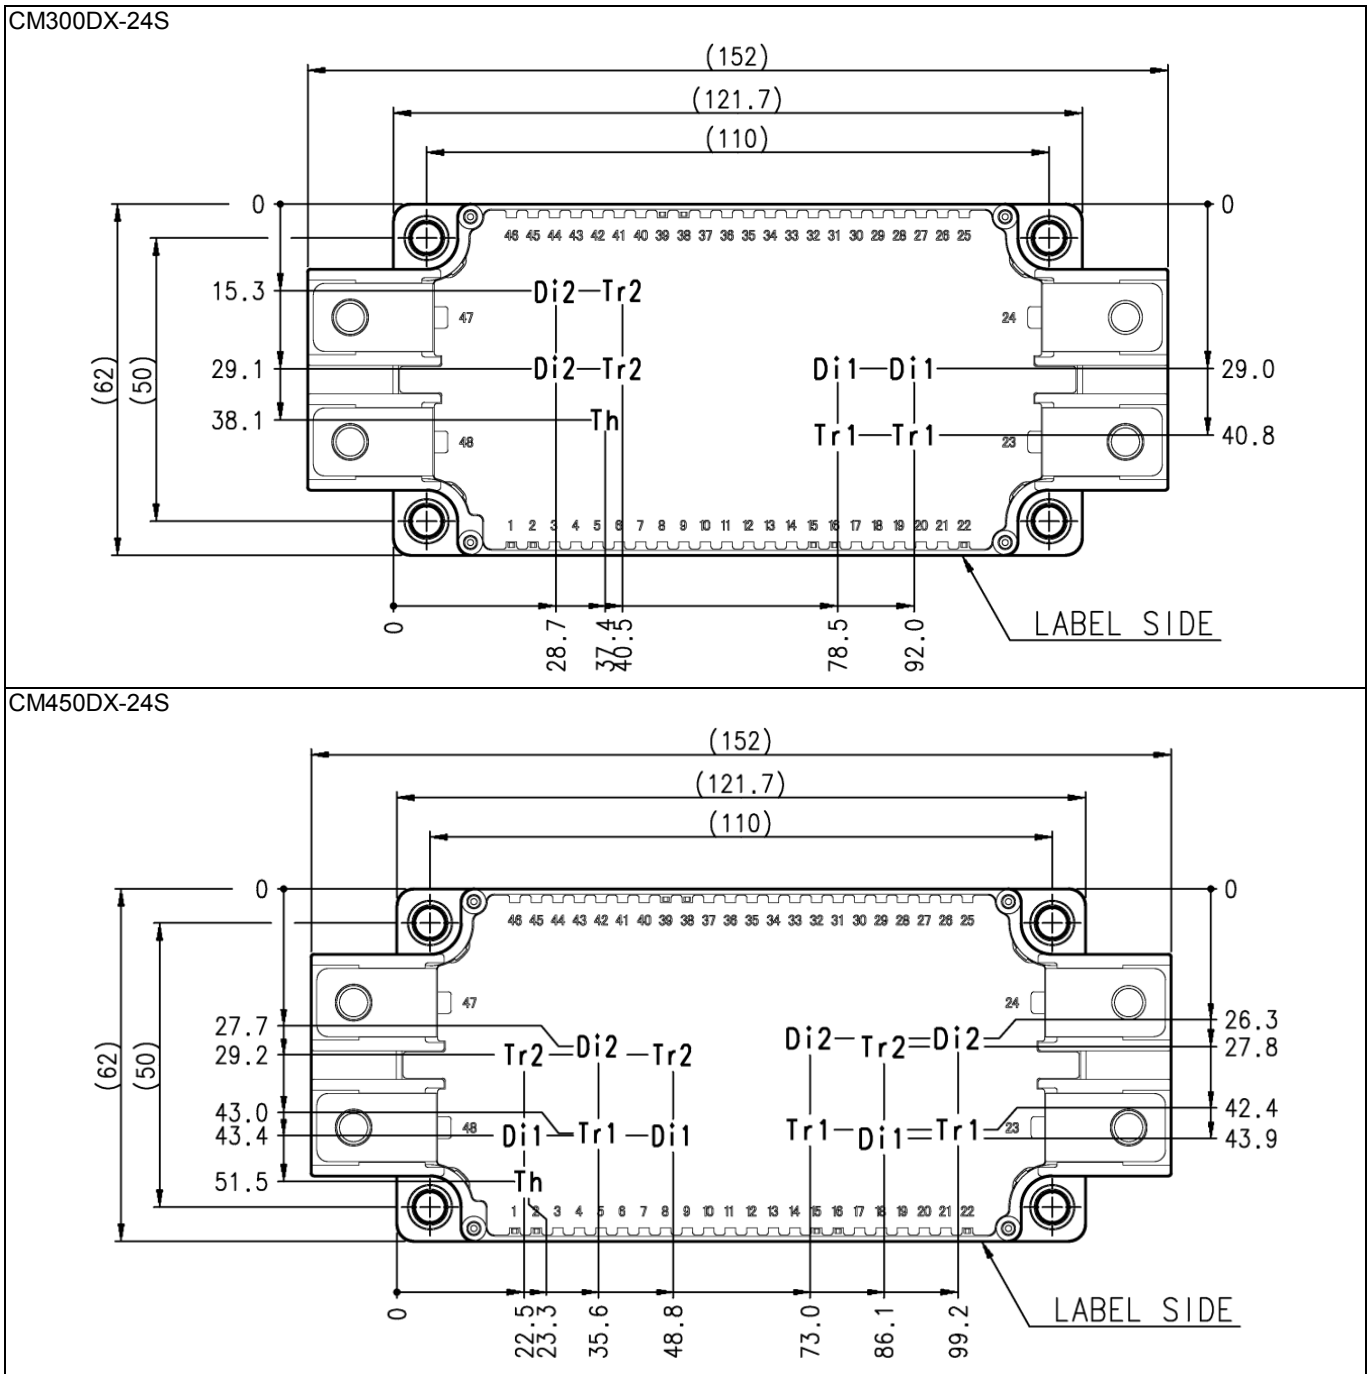 CM300DX-24S
(152)
(121.7)
(110)
0 0
46 45 44 43 42 41 40 39 38 37 36 35 34 33 32 31 30 29 28 27 26 25
15.3 Di2 Tr2
47 24
(62) (50) 29.1 Di2 Tr2 Di1 Di1 29.0
38.1 Th Tr1 Tr1 40.8
48 23
1 2 3 4 5 6 7 8 9 10 11 12 13 14 15 16 17 18 19 20 21 22
LABEL SIDE
0 28.7 37.4 40.5 78.5 92.0
CM450DX-24S
(152)
(121.7)
(110)
0 0
46 45 44 43 42 41 40 39 38 37 36 35 34 33 32 31 30 29 28 27 26 25
47 24
27.7 Di2 Di2 Di2 26.3
(62) (50) 29.2 Tr2 Tr2 Tr2 27.8
43.0 Tr1 Tr1 Tr1 42.4
43.4 48 Di1 Di1 Di1 23 43.9
51.5 Th
1 2 3 4 5 6 7 8 9 10 11 12 13 14 15 16 17 18 19 20 21 22
LABEL SIDE
0 22.5 23.3 35.6 48.8 73.0 86.1 99.2